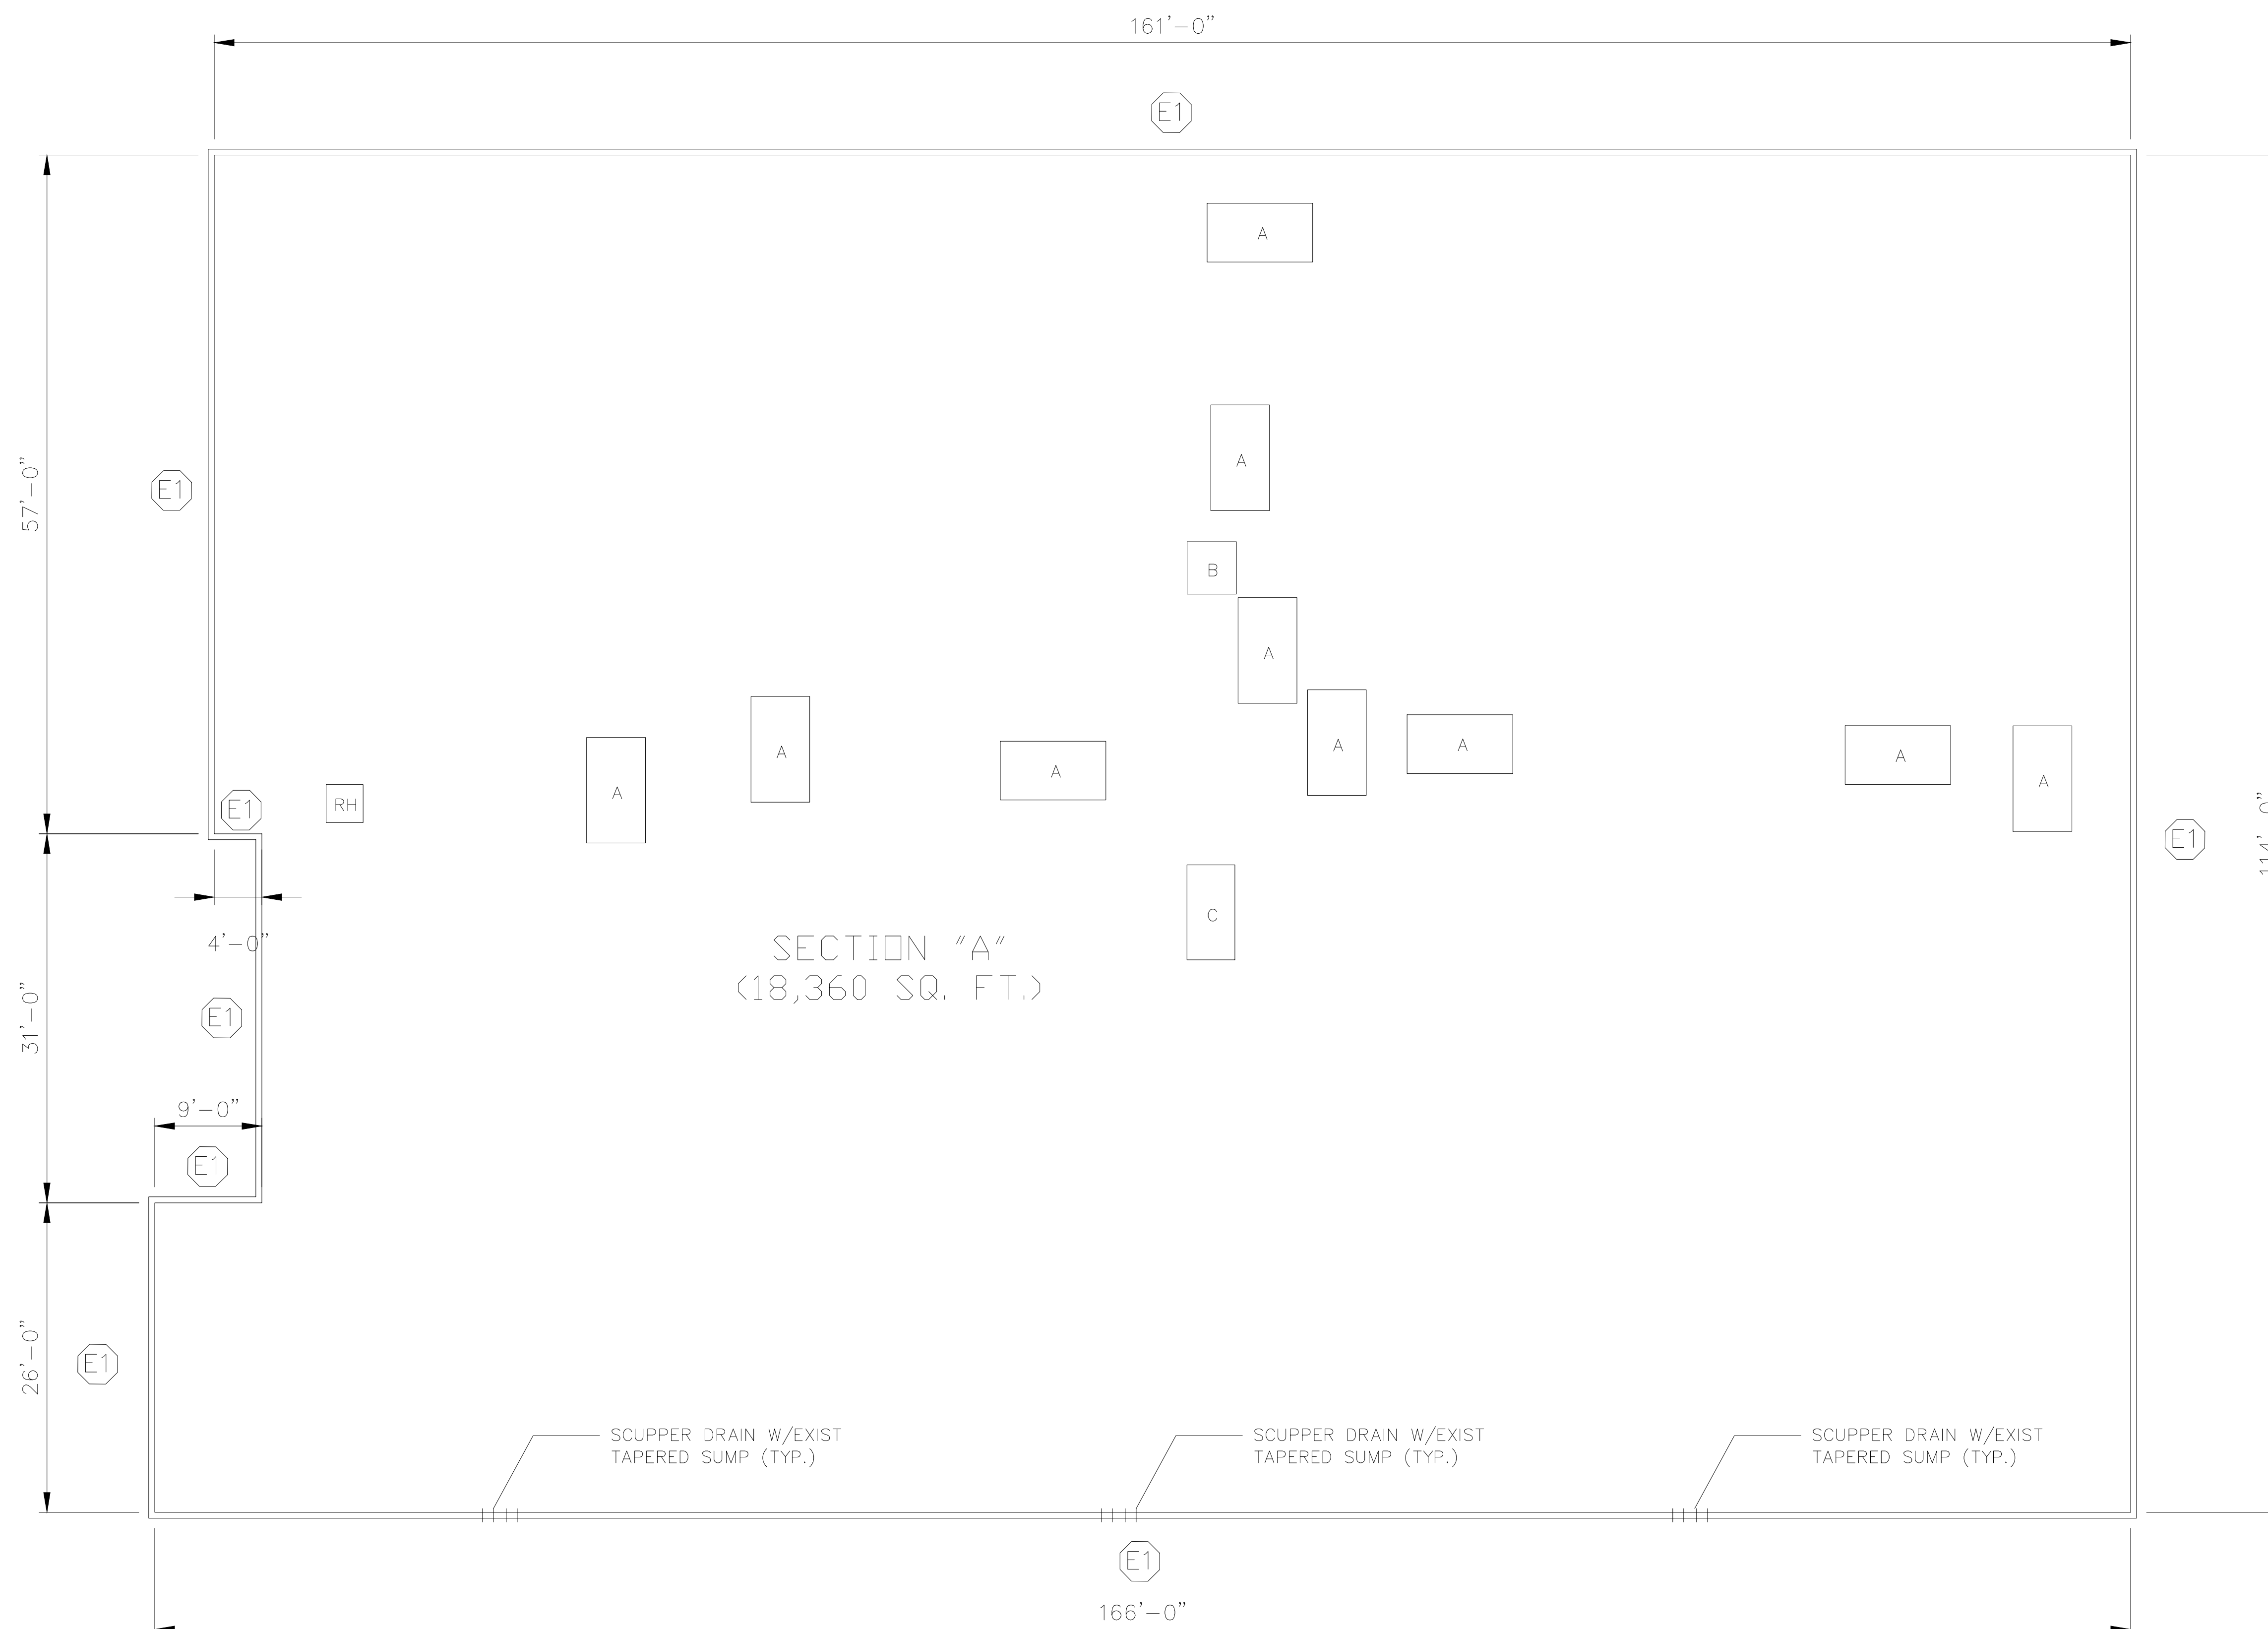 161'-0"
E1
A
A
57'-0"
E1
B
A
A
A
A
A
A
A
A
RH
E1
E1
114'-0"
C
4'-0"
SECTION "A"
(18,360 SQ. FT.)
31'-0"
E1
9'-0"
E1
26'-0"
E1
SCUPPER DRAIN W/EXIST
TAPERED SUMP (TYP.)
SCUPPER DRAIN W/EXIST
TAPERED SUMP (TYP.)
SCUPPER DRAIN W/EXIST
TAPERED SUMP (TYP.)
E1
166'-0"